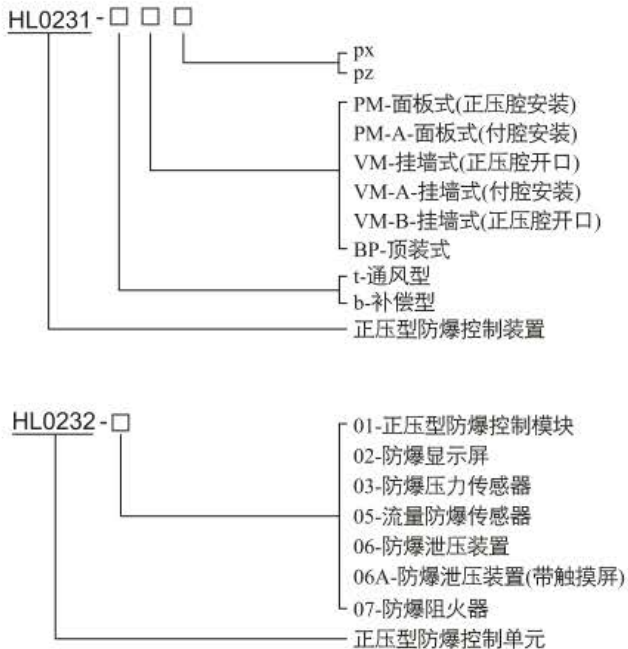 HL0231-□ □ □
px
pz
PM-面板式(正压腔安装)
PM-A-面板式(付腔安装)
VM-挂墙式(正压腔开口)
VM-A-挂墙式(付腔安装)
VM-B-挂墙式(正压腔开口)
BP-顶装式
t-通风型
b-补偿型
正压型防爆控制装置
HL0232-□
01-正压型防爆控制模块
02-防爆显示屏
03-防爆压力传感器
05-流量防爆传感器
06-防爆泄压装置
06A-防爆泄压装置(带触摸屏)
07-防爆阻火器
正压型防爆控制单元